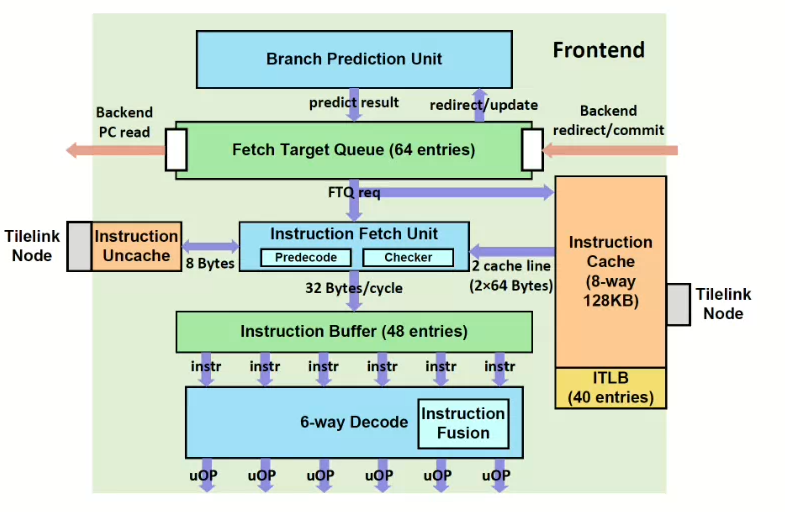 Frontend
Branch Prediction Unit
predict result
redirect/update
Backend
PC read
Backend
redirect/commit
Fetch Target Queue (64 entries)
FTQ req
Tilelink
Node
Instruction
Uncache
8 Bytes
Instruction Fetch Unit
Predecode
Checker
2 cache line
(2×64 Bytes)
Instruction
Cache
(8-way
128KB)
Tilelink
Node
32 Bytes/cycle
Instruction Buffer (48 entries)
ITLB
(40 entries)
instr instr instr instr instr instr
6-way Decode
Instruction
Fusion
uOP uOP uOP uOP uOP uOP